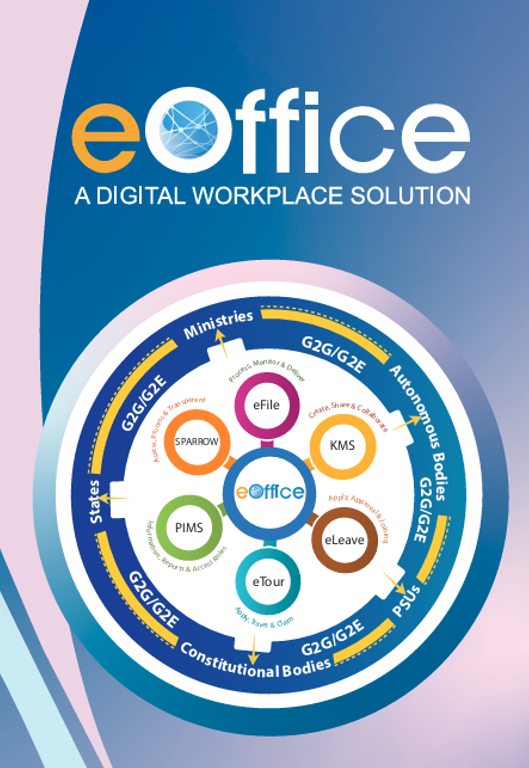 eOffice
A DIGITAL WORKPLACE SOLUTION
Ministries
G2G/G2E
Autonomous Bodies
G2G/G2E
PSUs
G2G/G2E
Constitutional Bodies
G2G/G2E
States
G2G/G2E
Process, Monitor & Deliver
eFile
Create, Share & Collaborate
KMS
Apply, Approval & Joining
eLeave
Apply, Travel & Claim
eTour
Information, Reports & Access Roles
PIMS
Process & Transparent
SPARROW
eOffice